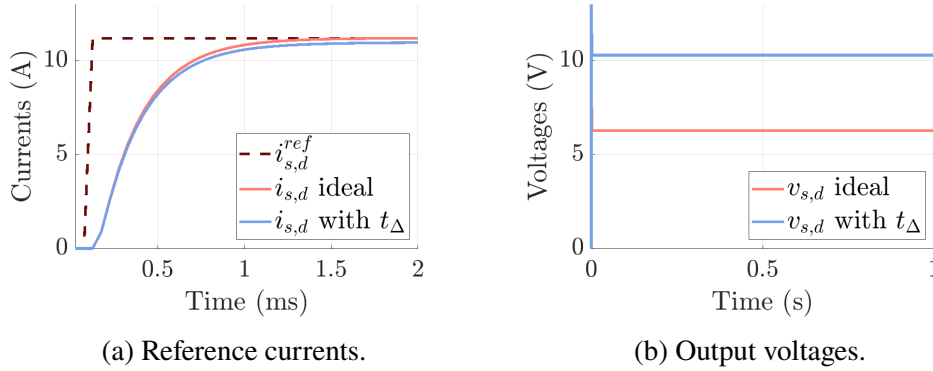 10
5
0
0.5
1
1.5
2
Currents (A)
Time (ms)
i_{s,d}^{ref}
i_{s,d} ideal
i_{s,d} with t_Δ
(a) Reference currents.
10
5
0
0
0.5
1
Voltages (V)
Time (s)
v_{s,d} ideal
v_{s,d} with t_Δ
(b) Output voltages.